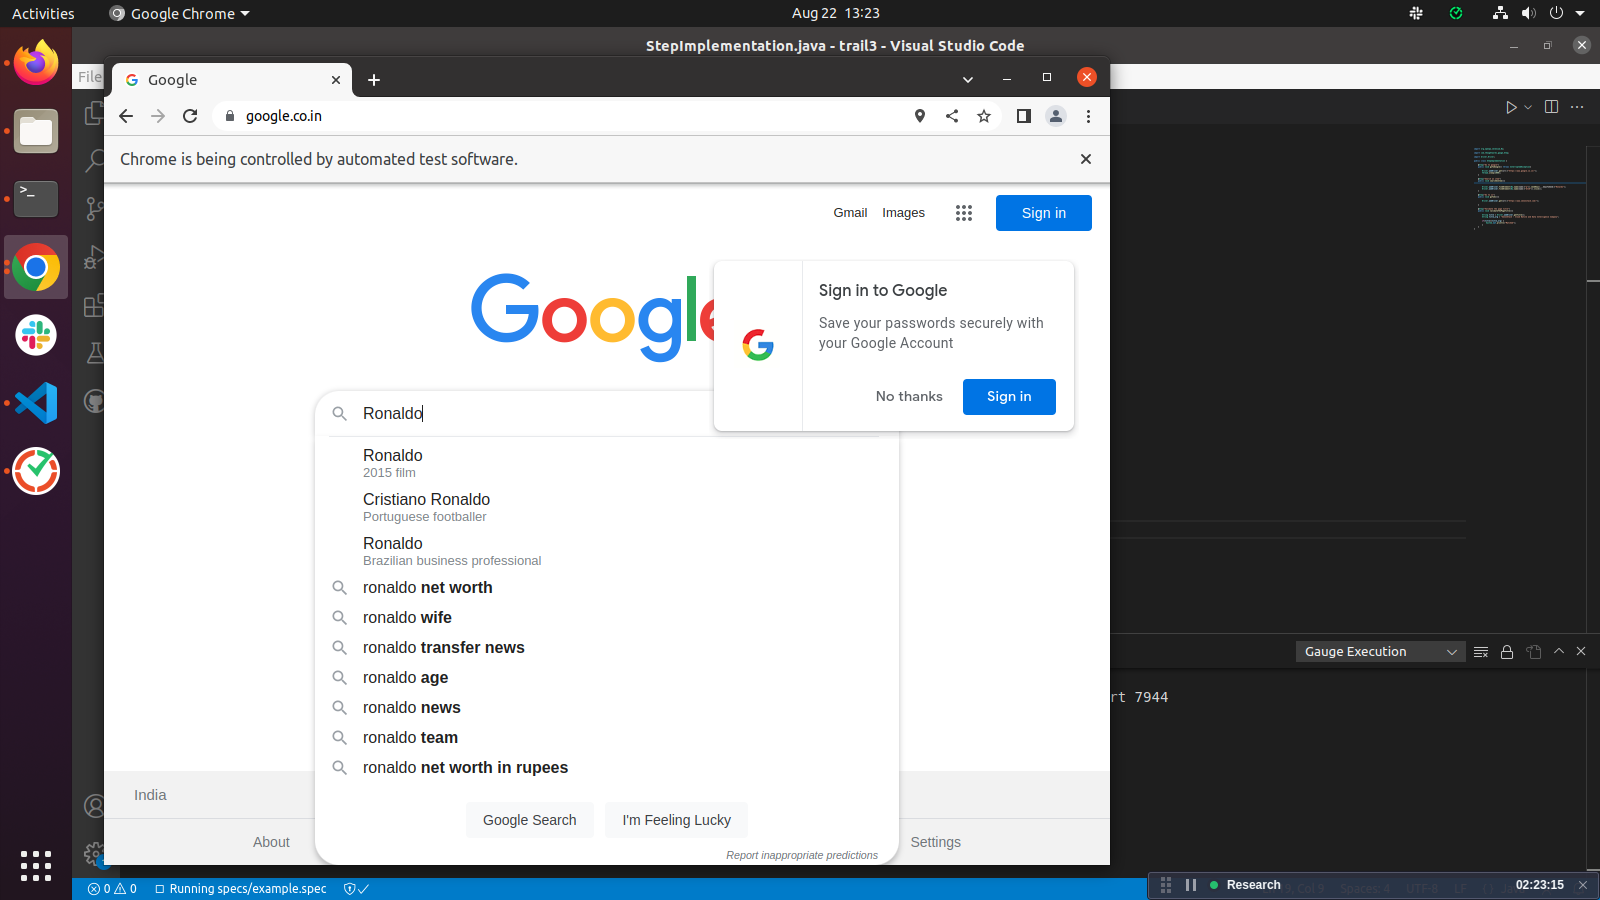 Activities
Google Chrome
Aug 22 13:23
StepImplementation.java - trail3 - Visual Studio Code
File
Google
google.co.in
Chrome is being controlled by automated test software.
Gmail
Images
Sign in
Google
Sign in to Google
Save your passwords securely with
your Google Account
No thanks
Sign in
Ronaldo
Ronaldo
2015 film
Cristiano Ronaldo
Portuguese footballer
Ronaldo
Brazilian business professional
ronaldo net worth
ronaldo wife
ronaldo transfer news
ronaldo age
ronaldo news
ronaldo team
ronaldo net worth in rupees
Google Search
I'm Feeling Lucky
Report inappropriate predictions
India
About
Settings
Gauge Execution
rt 7944
0
0
Running specs/example.spec
Research
02:23:15